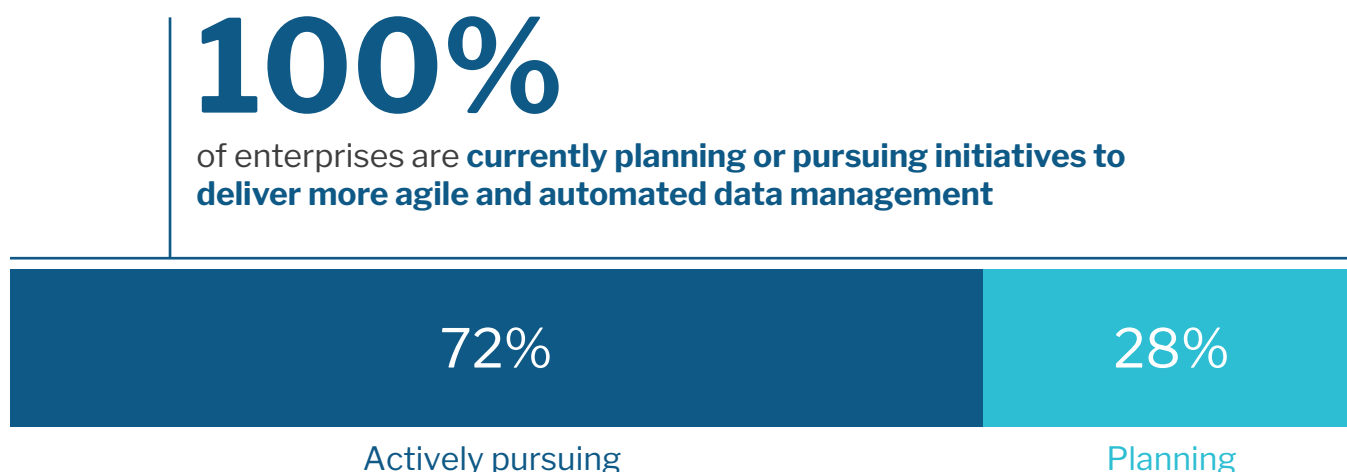 100%
of enterprises are currently planning or pursuing initiatives to
deliver more agile and automated data management
72%
28%
Actively pursuing
Planning